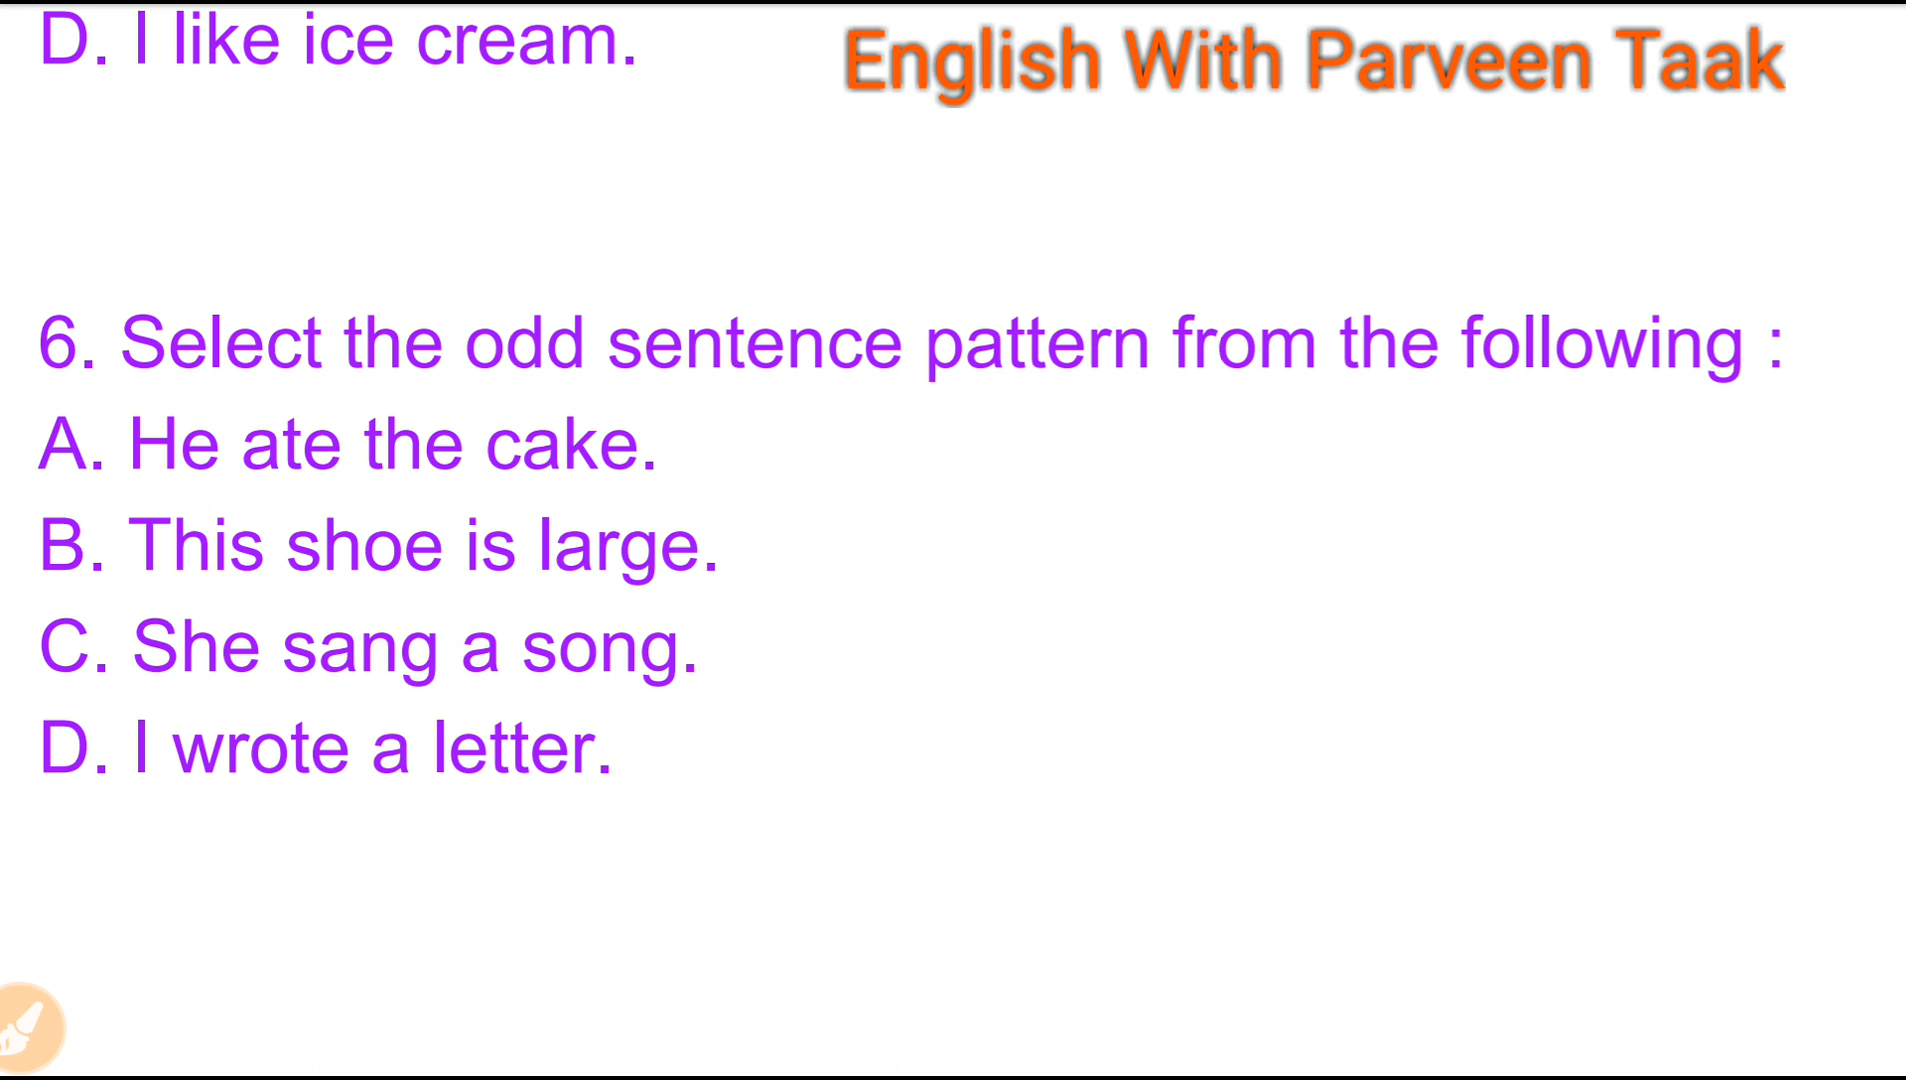 D. I like ice cream.
English With Parveen Taak
6. Select the odd sentence pattern from the following :
A. He ate the cake.
B. This shoe is large.
C. She sang a song.
D. I wrote a letter.